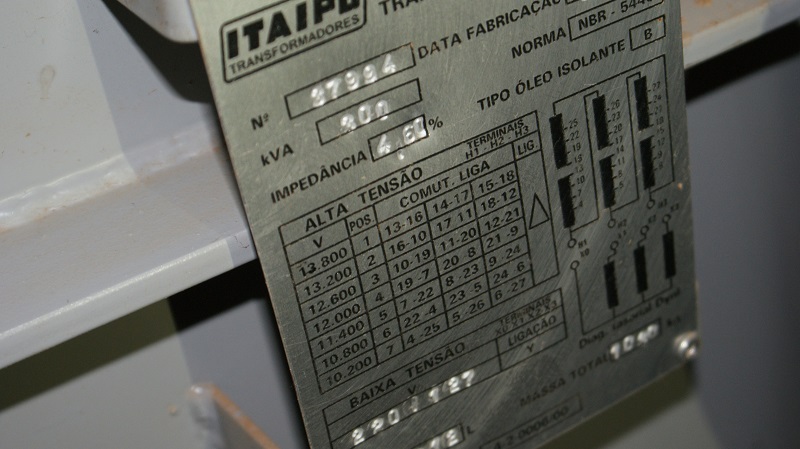 ITAIPU
TRANSFORMADORES
DATA FABRICAÇÃO
Nº 37994
NORMA NBR - 5440
kVA 300
TIPO ÓLEO ISOLANTE B
IMPEDÂNCIA %
ALTA TENSÃO TERMINAIS H1 - H2 - H3
V POS. COMUT. LIGA LIG.
13.800 1 13-16 14-17 15-18
13.200 2 16-10 17 11 18-12
12.600 3 10-19 11-20 12-21
12.000 4 19-7 20 8 21 -9
11.400 5 7 -22 8 -23 9 -24
10.800 6 22 -4 23 5 24 6
10.200 7 4 -25 5 -26 6 -27
BAIXA TENSÃO TERMINAIS
V LIGAÇÃO
Y
MASSA TOTAL
L